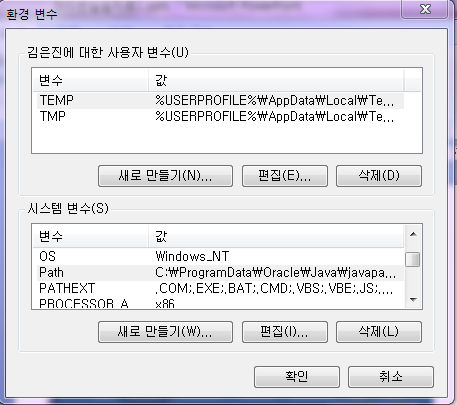 환경 변수
김은진에 대한 사용자 변수(U)
변수 값
TEMP %USERPROFILE%₩AppData₩Local₩Te...
TMP %USERPROFILE%₩AppData₩Local₩Te...
새로 만들기(N)... 편집(E)... 삭제(D)
시스템 변수(S)
변수 값
OS Windows_NT
Path C:₩ProgramData₩Oracle₩Java₩javapa...
PATHEXT .COM;.EXE;.BAT;.CMD;.VBS;.VBE;.JS;....
PROCESSOR_A x86
새로 만들기(W)... 편집(I)... 삭제(L)
확인 취소